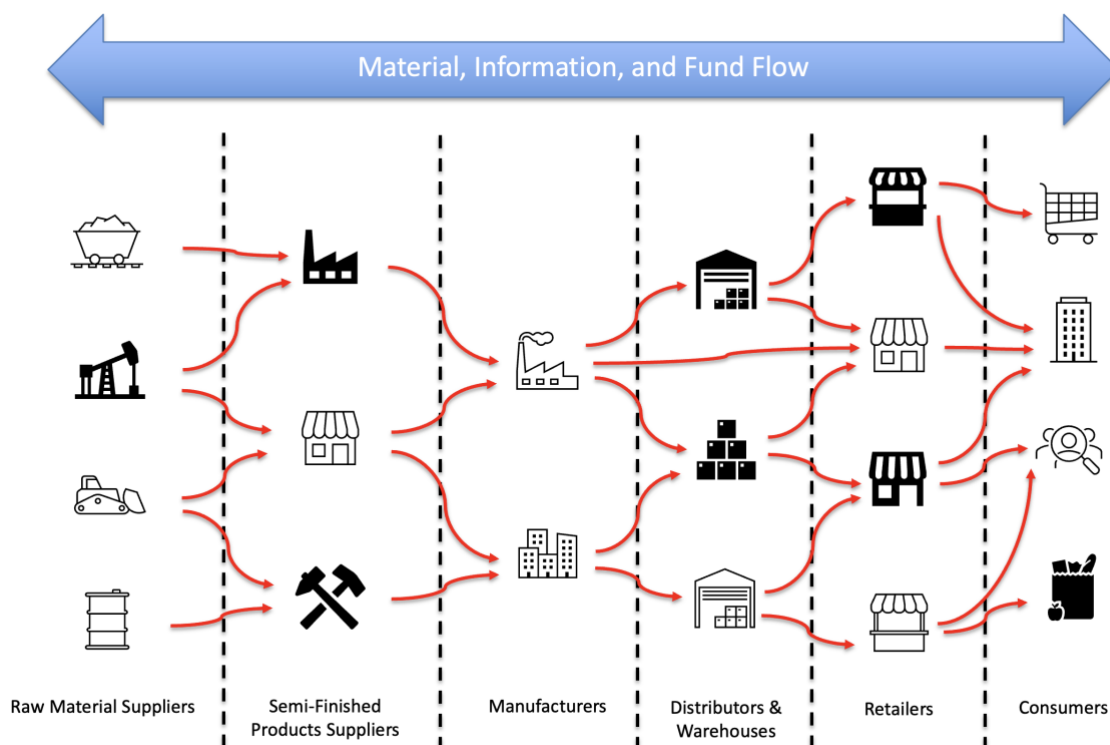 Material, Information, and Fund Flow
Raw Material Suppliers
Semi-Finished
Products Suppliers
Manufacturers
Distributors &
Warehouses
Retailers
Consumers